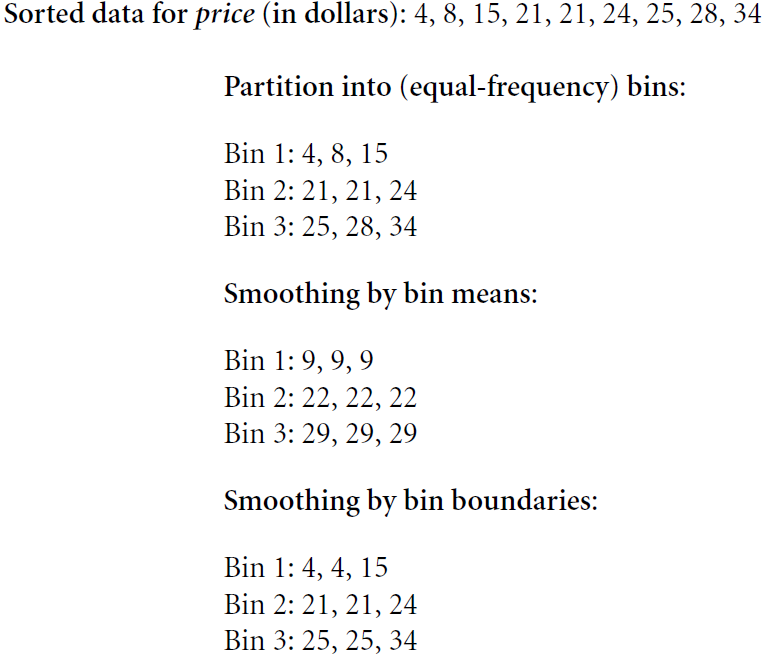 Sorted data for price (in dollars): 4, 8, 15, 21, 21, 24, 25, 28, 34
Partition into (equal-frequency) bins:
Bin 1: 4, 8, 15
Bin 2: 21, 21, 24
Bin 3: 25, 28, 34
Smoothing by bin means:
Bin 1: 9, 9, 9
Bin 2: 22, 22, 22
Bin 3: 29, 29, 29
Smoothing by bin boundaries:
Bin 1: 4, 4, 15
Bin 2: 21, 21, 24
Bin 3: 25, 25, 34